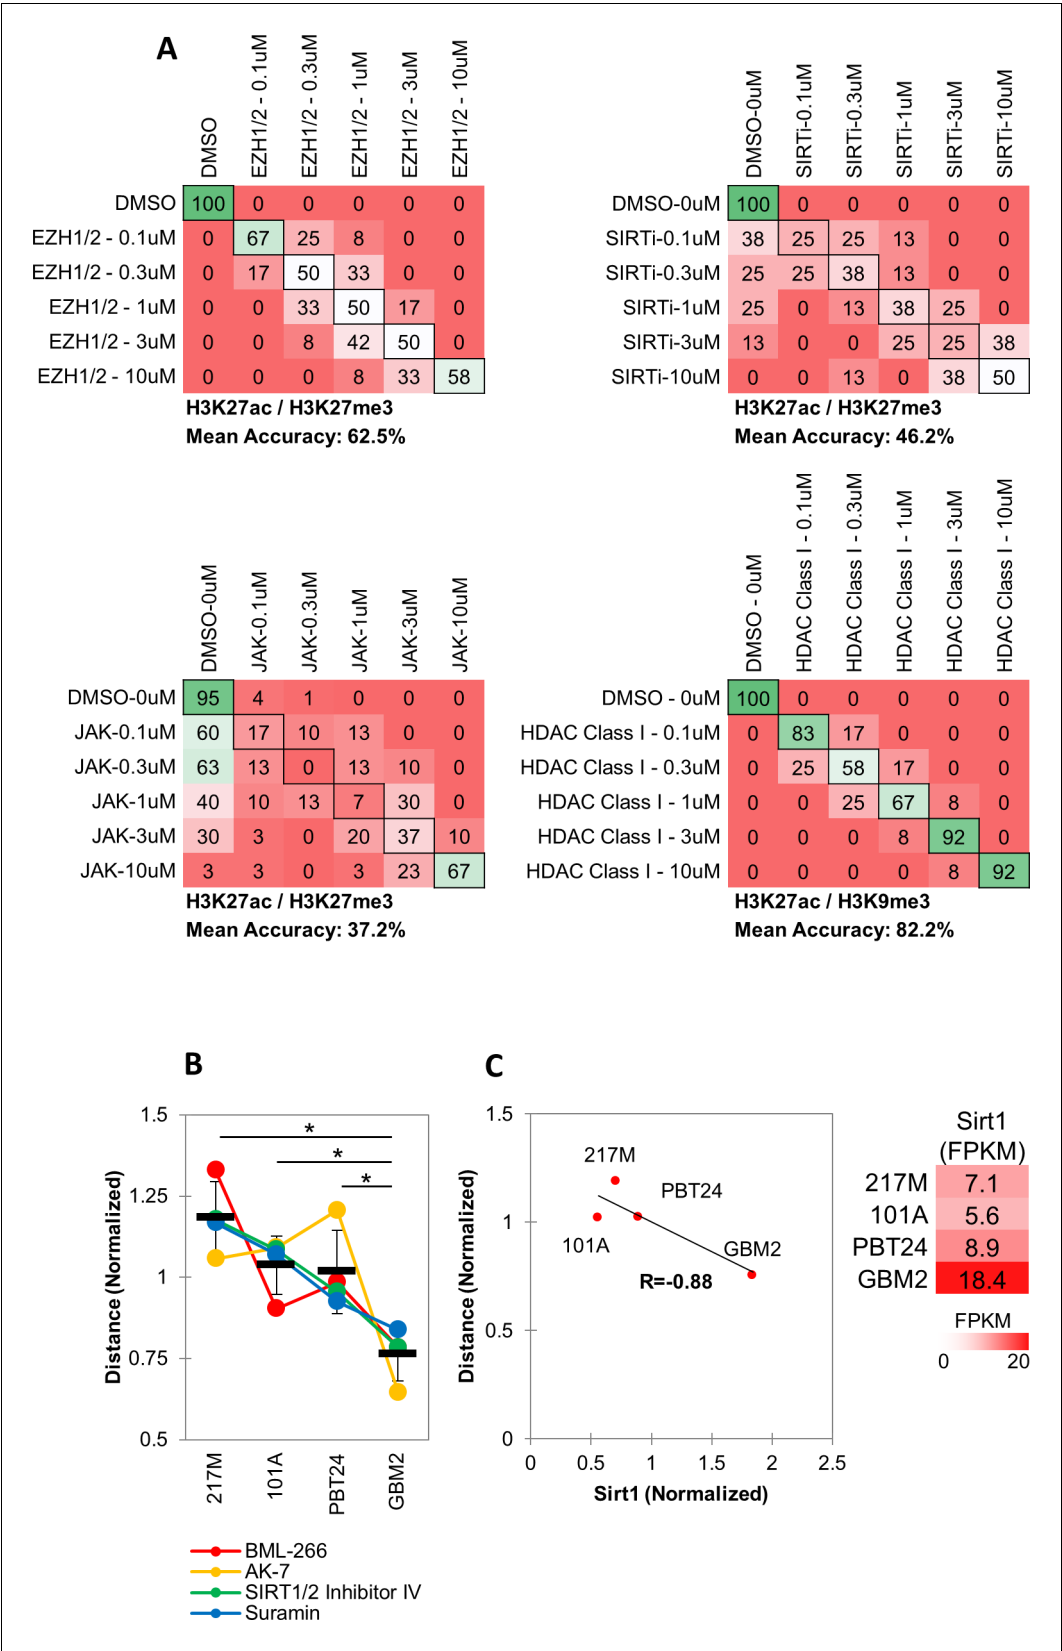 A
DMSO
EZH1/2 - 0.1uM
EZH1/2 - 0.3uM
EZH1/2 - 1uM
EZH1/2 - 3uM
EZH1/2 - 10uM
DMSO 100 0 0 0 0 0
EZH1/2 - 0.1uM 0 67 25 8 0 0
EZH1/2 - 0.3uM 0 17 50 33 0 0
EZH1/2 - 1uM 0 0 33 50 17 0
EZH1/2 - 3uM 0 0 8 42 50 0
EZH1/2 - 10uM 0 0 0 8 33 58
H3K27ac / H3K27me3
Mean Accuracy: 62.5%
DMSO-0uM
SIRTi-0.1uM
SIRTi-0.3uM
SIRTi-1uM
SIRTi-3uM
SIRTi-10uM
DMSO-0uM 100 0 0 0 0 0
SIRTi-0.1uM 38 25 25 13 0 0
SIRTi-0.3uM 25 25 38 13 0 0
SIRTi-1uM 25 0 13 38 25 0
SIRTi-3uM 13 0 0 25 25 38
SIRTi-10uM 0 0 13 0 38 50
H3K27ac / H3K27me3
Mean Accuracy: 46.2%
DMSO-0uM
JAK-0.1uM
JAK-0.3uM
JAK-1uM
JAK-3uM
JAK-10uM
DMSO-0uM 95 4 1 0 0 0
JAK-0.1uM 60 17 10 13 0 0
JAK-0.3uM 63 13 0 13 10 0
JAK-1uM 40 10 13 7 30 0
JAK-3uM 30 3 0 20 37 10
JAK-10uM 3 3 0 3 23 67
H3K27ac / H3K27me3
Mean Accuracy: 37.2%
DMSO - 0uM
HDAC Class I - 0.1uM
HDAC Class I - 0.3uM
HDAC Class I - 1uM
HDAC Class I - 3uM
HDAC Class I - 10uM
DMSO - 0uM 100 0 0 0 0 0
HDAC Class I - 0.1uM 0 83 17 0 0 0
HDAC Class I - 0.3uM 0 25 58 17 0 0
HDAC Class I - 1uM 0 0 25 67 8 0
HDAC Class I - 3uM 0 0 0 8 92 0
HDAC Class I - 10uM 0 0 0 0 8 92
H3K27ac / H3K9me3
Mean Accuracy: 82.2%
B
Distance (Normalized)
1.5
1.25
1
0.75
0.5
*
*
*
217M
101A
PBT24
GBM2
BML-266
AK-7
SIRT1/2 Inhibitor IV
Suramin
C
Distance (Normalized)
1.5
1
0.5
0
217M
PBT24
101A
GBM2
R=-0.88
0 0.5 1 1.5 2 2.5
Sirt1 (Normalized)
Sirt1
(FPKM)
217M 7.1
101A 5.6
PBT24 8.9
GBM2 18.4
FPKM
0 20